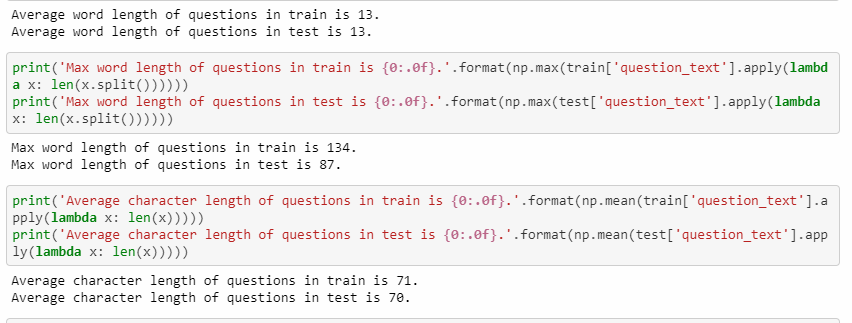 Average word length of questions in train is 13.
Average word length of questions in test is 13.
print('Max word length of questions in train is {0:.0f}.'.format(np.max(train['question_text'].apply(lambd
a x: len(x.split())))))
print('Max word length of questions in test is {0:.0f}.'.format(np.max(test['question_text'].apply(lambda
x: len(x.split())))))
Max word length of questions in train is 134.
Max word length of questions in test is 87.
print('Average character length of questions in train is {0:.0f}.'.format(np.mean(train['question_text'].a
pply(lambda x: len(x)))))
print('Average character length of questions in test is {0:.0f}.'.format(np.mean(test['question_text'].app
ly(lambda x: len(x)))))
Average character length of questions in train is 71.
Average character length of questions in test is 70.